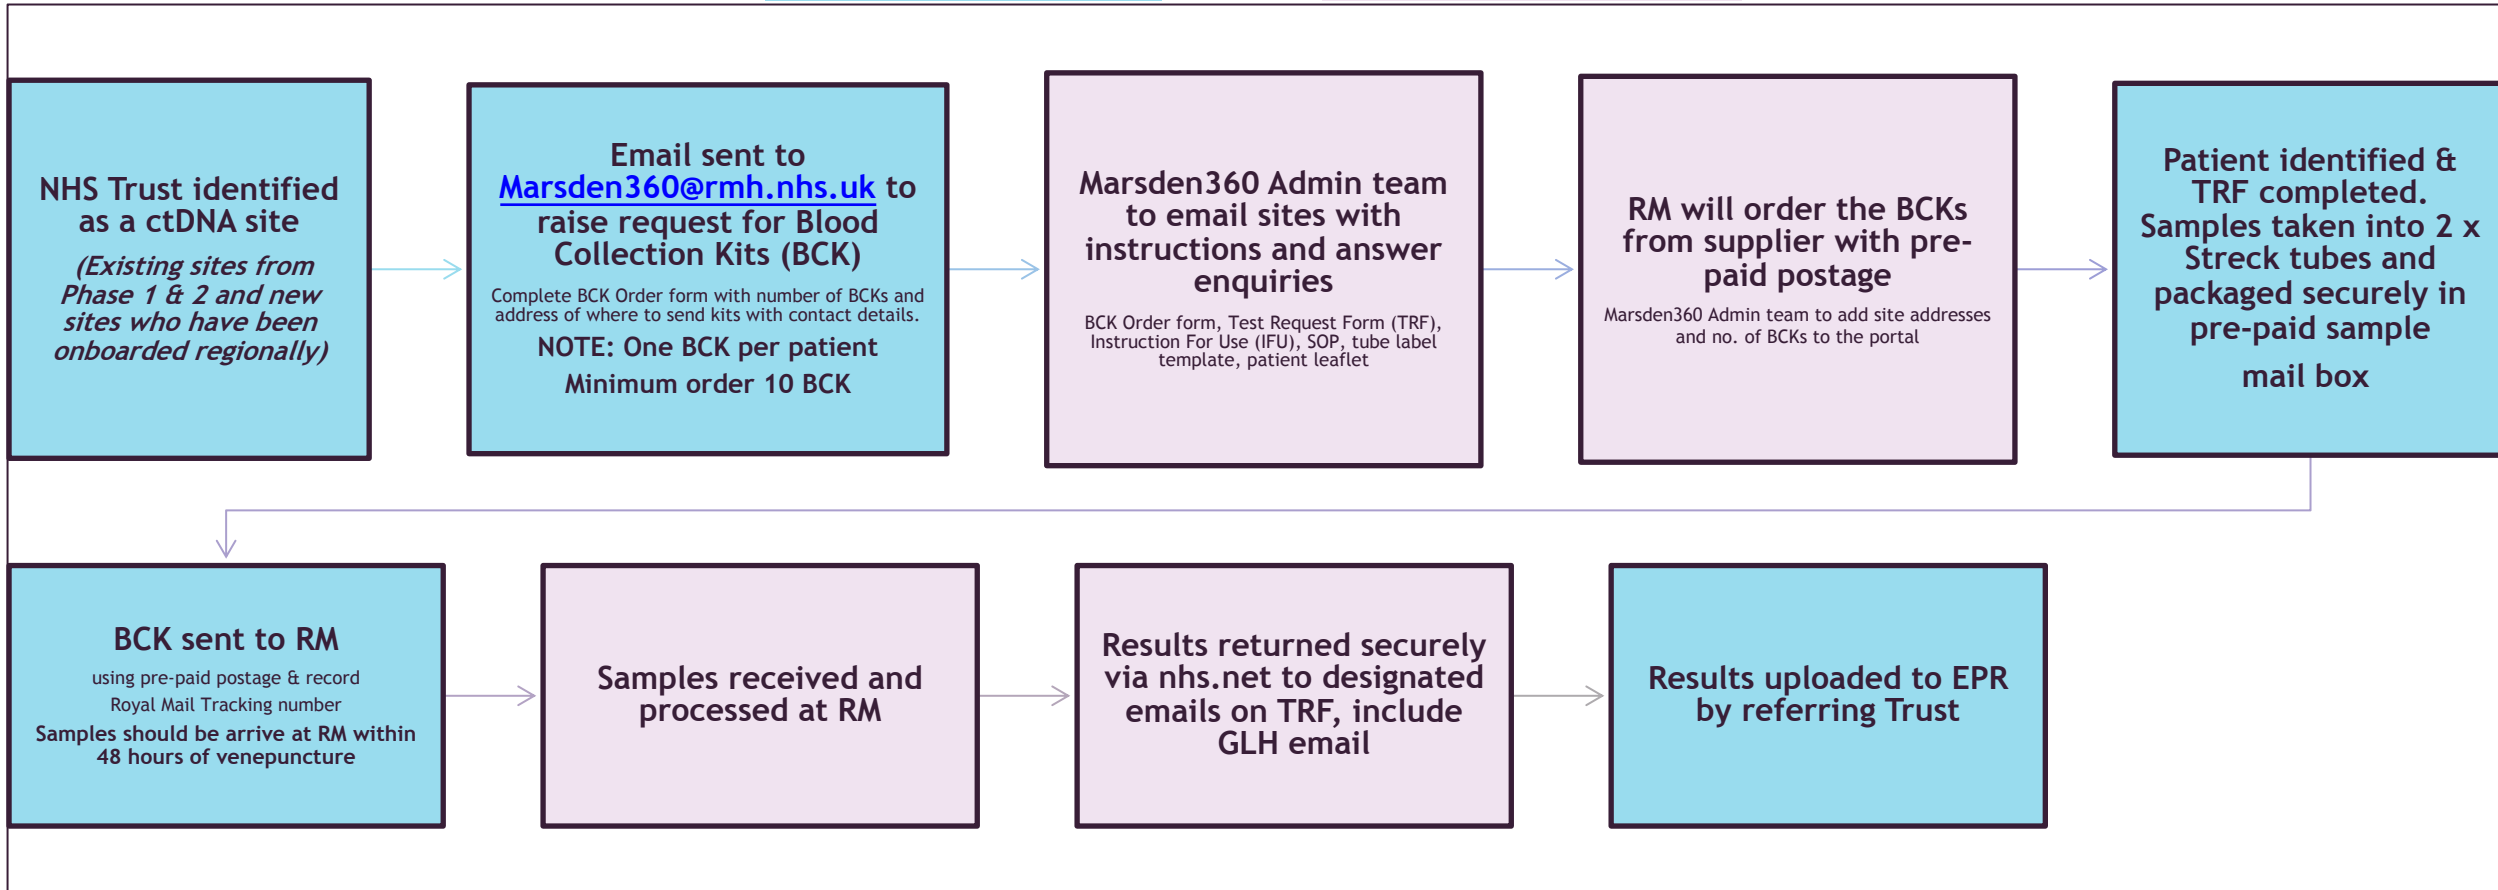 NHS Trust identified
as a ctDNA site
(Existing sites from
Phase 1 & 2 and new
sites who have been
onboarded regionally)
Email sent to
Marsden360@rmh.nhs.uk to
raise request for Blood
Collection Kits (BCK)
Complete BCK Order form with number of BCKs and
address of where to send kits with contact details.
NOTE: One BCK per patient
Minimum order 10 BCK
Marsden360 Admin team
to email sites with
instructions and answer
enquiries
BCK Order form, Test Request Form (TRF),
Instruction For Use (IFU), SOP, tube label
template, patient leaflet
RM will order the BCKs
from supplier with pre-
paid postage
Marsden360 Admin team to add site addresses
and no. of BCKs to the portal
Patient identified &
TRF completed.
Samples taken into 2 x
Streck tubes and
packaged securely in
pre-paid sample
mail box
BCK sent to RM
using pre-paid postage & record
Royal Mail Tracking number
Samples should be arrive at RM within
48 hours of venepuncture
Samples received and
processed at RM
Results returned securely
via nhs.net to designated
emails on TRF, include
GLH email
Results uploaded to EPR
by referring Trust